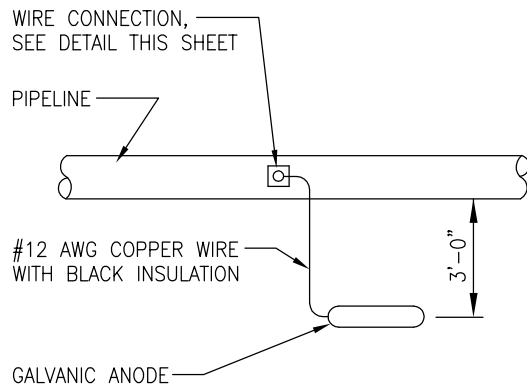 WIRE CONNECTION,
SEE DETAIL THIS SHEET
PIPELINE
#12 AWG COPPER WIRE
WITH BLACK INSULATION
3'-0"
GALVANIC ANODE